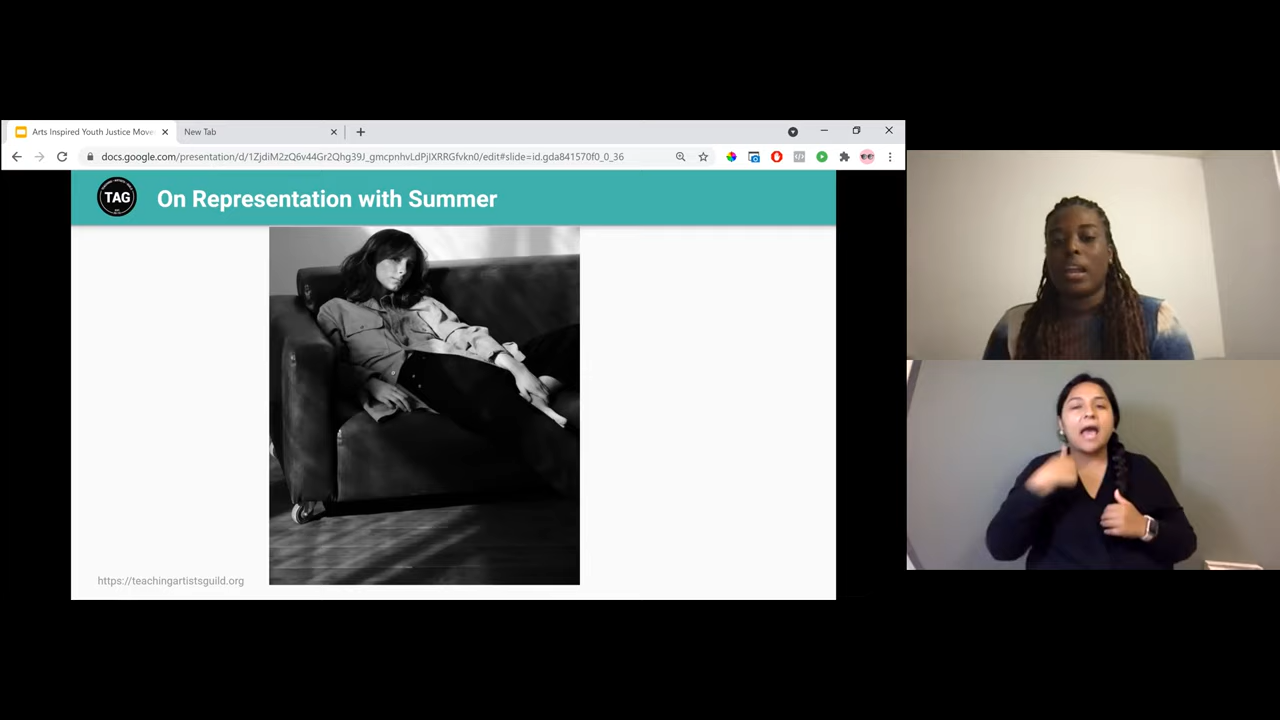 Arts Inspired Youth Justice Move
New Tab
docs.google.com/presentation/d/1ZjdiM2zQ6v44Gr2Qhg39J_gmcpnhvLdPjIXRRGfvkn0/edit#slide=id.gda841570f0_0_36
TAG
On Representation with Summer
https://teachingartistsguild.org